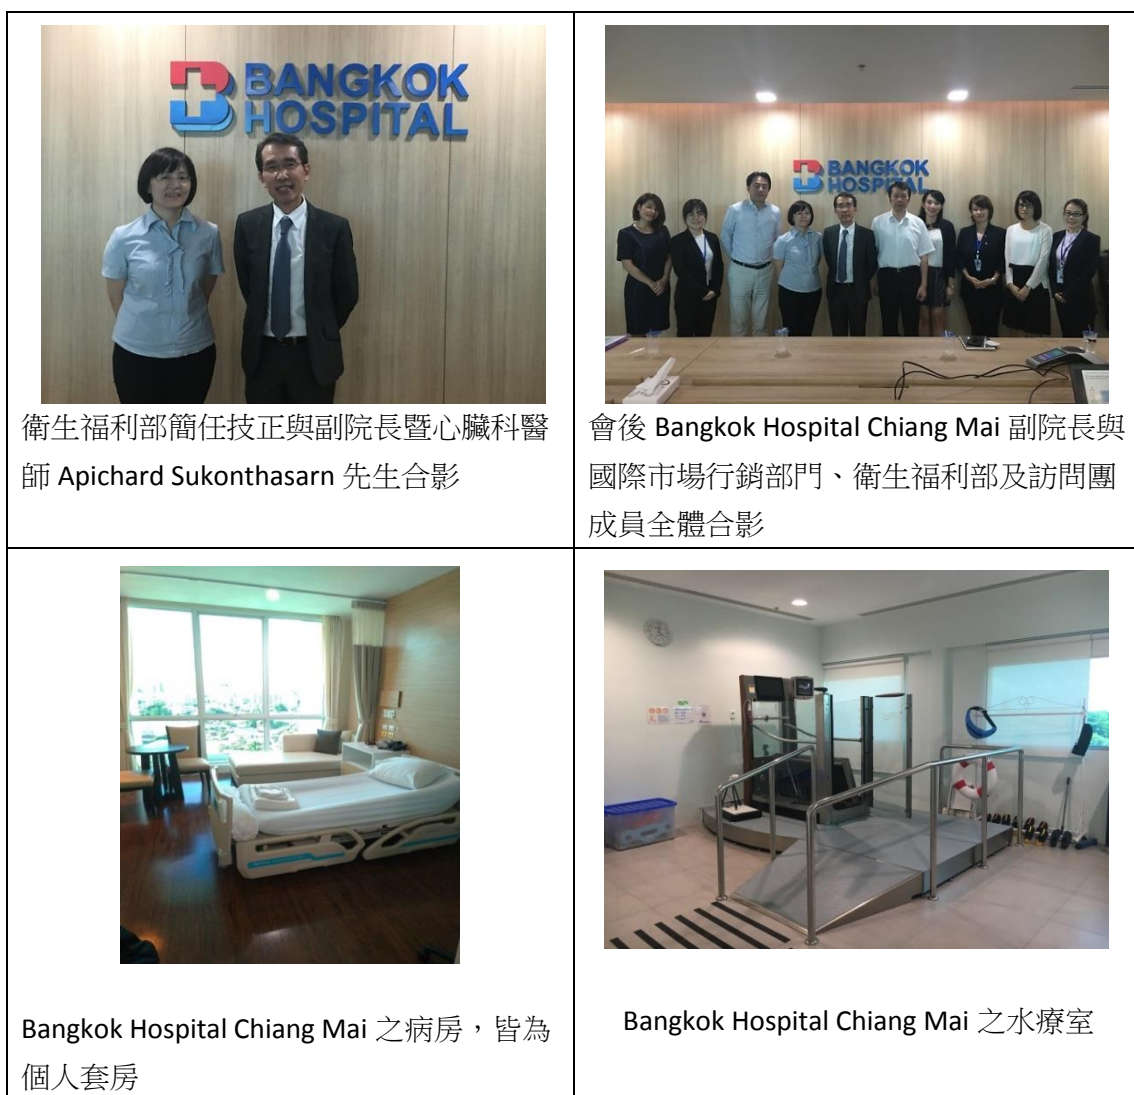 BANGKOK
HOSPITAL
BANGKOK
HOSPITAL
衛生福利部簡任技正與副院長暨心臟科醫
師 Apichard Sukonthasarn 先生合影
會後 Bangkok Hospital Chiang Mai 副院長與
國際市場行銷部門、衛生福利部及訪問團
成員全體合影
Bangkok Hospital Chiang Mai 之病房，皆為
個人套房
Bangkok Hospital Chiang Mai 之水療室